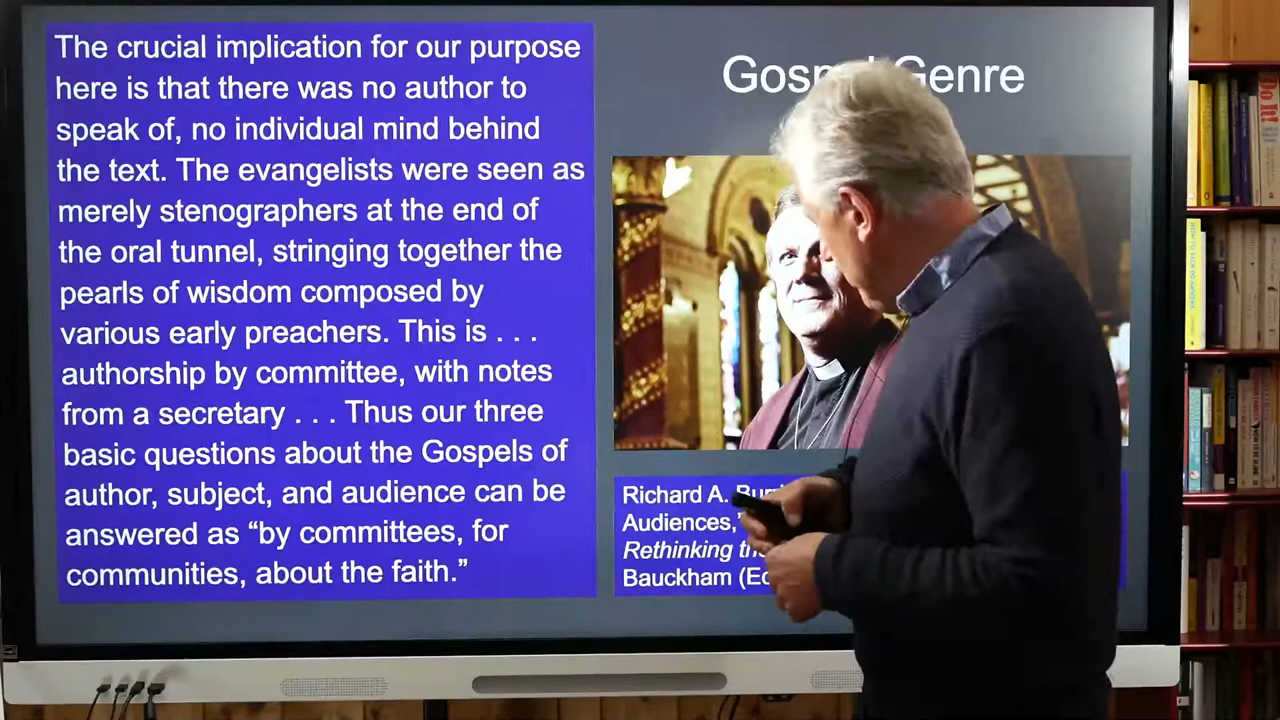 The crucial implication for our purpose
here is that there was no author to
speak of, no individual mind behind
the text. The evangelists were seen as
merely stenographers at the end of
the oral tunnel, stringing together the
pearls of wisdom composed by
various early preachers. This is . . .
authorship by committee, with notes
from a secretary . . . Thus our three
basic questions about the Gospels of
author, subject, and audience can be
answered as “by committees, for
communities, about the faith.”
Genre
Richard A.
Audiences,”
Rethinking
Bauckham
Do It!